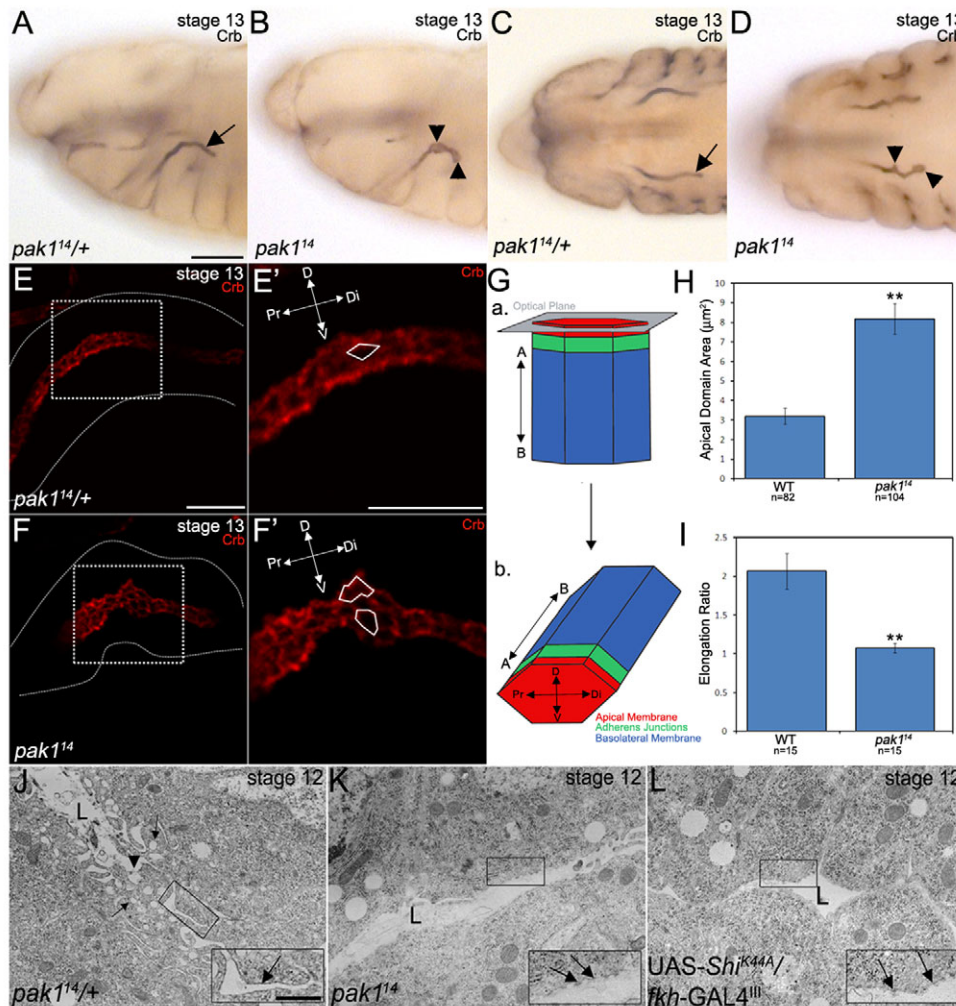 A stage 13 Crb pak1¹⁴/+
B stage 13 Crb pak1¹⁴
C stage 13 Crb pak1¹⁴/+
D stage 13 Crb pak1¹⁴
E stage 13 Crb pak1¹⁴/+
E' Crb D Pr Di V
F stage 13 Crb pak1¹⁴
F' Crb D Pr Di V
G
a.
Optical Plane
A
B
b.
B
A
D
Pr Di
V
Apical Membrane
Adherens Junctions
Basolateral Membrane
H
Apical Domain Area (μm²)
10
9
8
7
6
5
4
3
2
1
0
**
WT pak1¹⁴
n=82 n=104
I
Elongation Ratio
2.5
2
1.5
1
0.5
0
**
WT pak1¹⁴
n=15 n=15
J stage 12 L pak1¹⁴/+
K stage 12 L pak1¹⁴
L stage 12 L
UAS-Shiᴷ⁴⁴ᴬ/
fkh-GAL4ᴵᴵᴵ